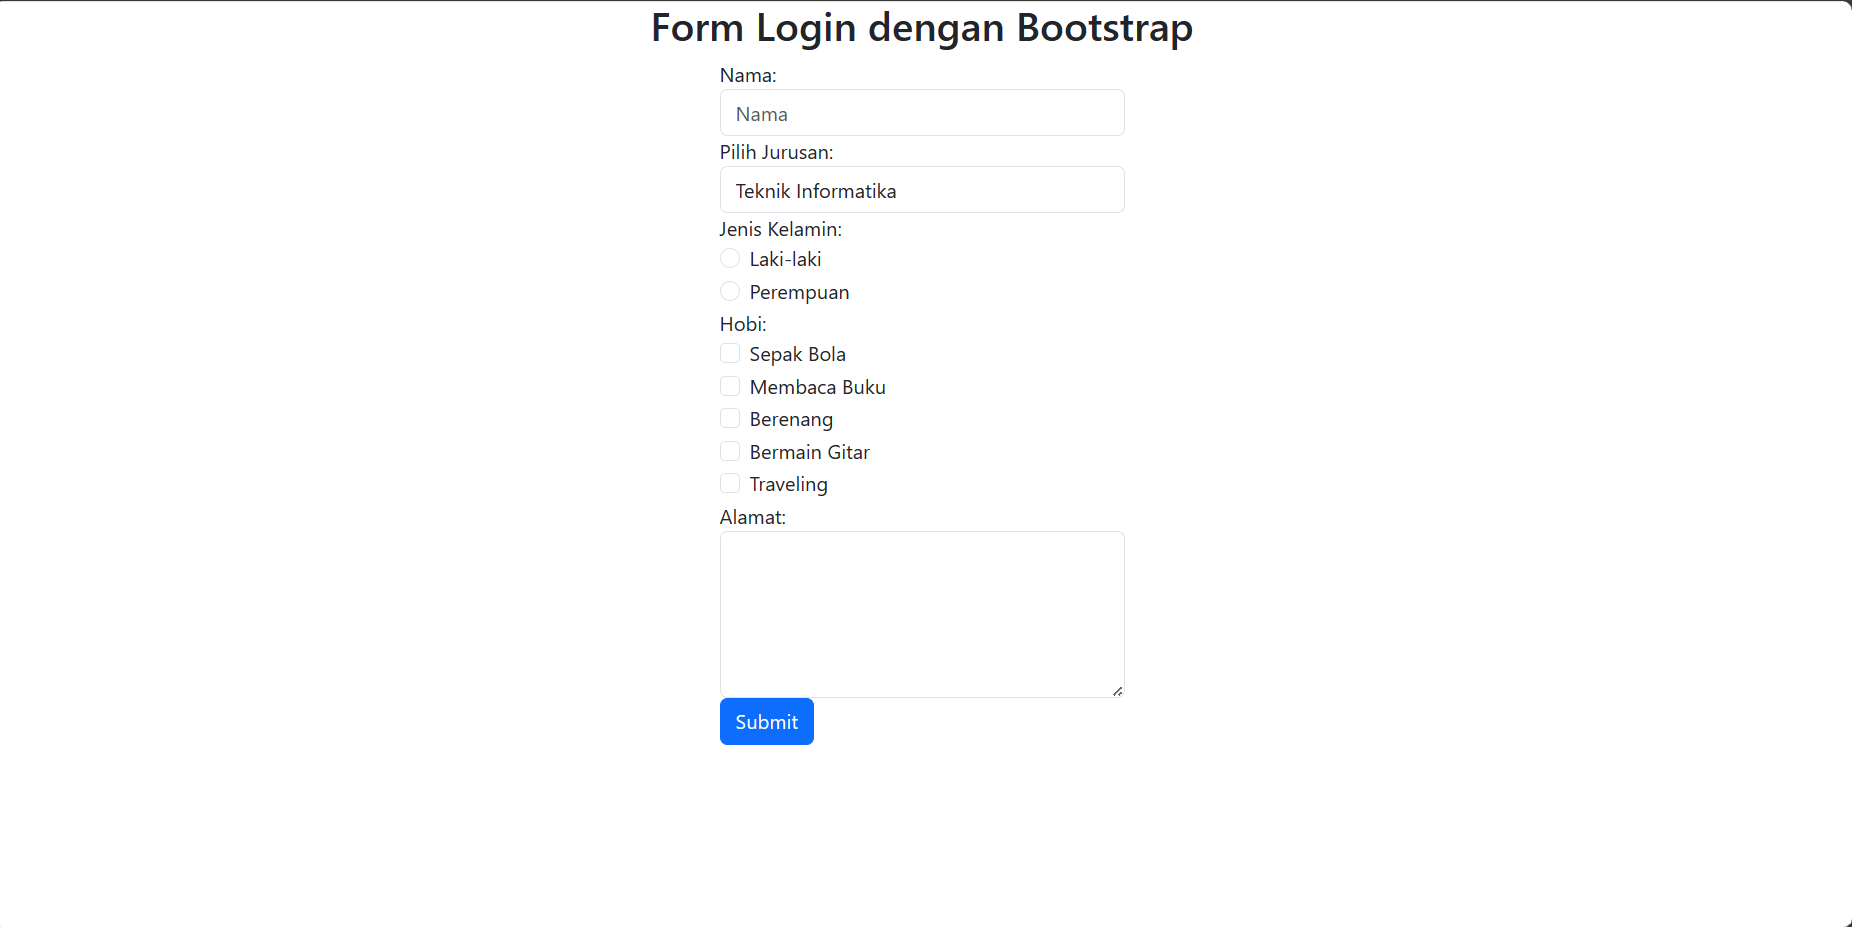 Form Login dengan Bootstrap
Nama:
Nama
Pilih Jurusan:
Teknik Informatika
Jenis Kelamin:
Laki-laki
Perempuan
Hobi:
Sepak Bola
Membaca Buku
Berenang
Bermain Gitar
Traveling
Alamat:
Submit